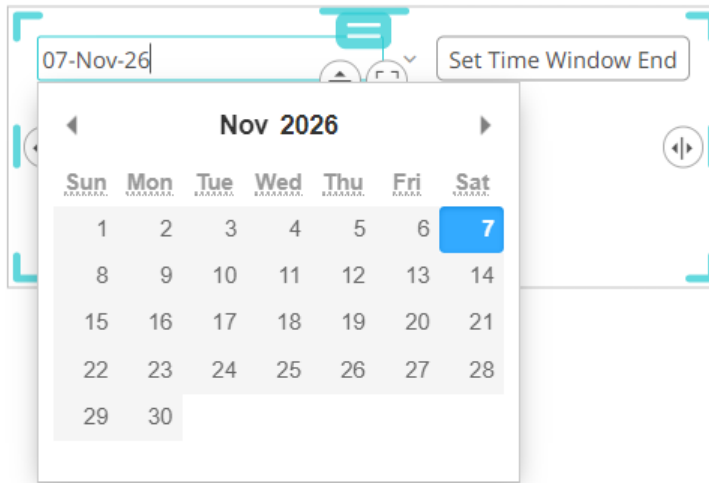 07-Nov-26 Set Time Window End
Nov 2026
Sun Mon Tue Wed Thu Fri Sat
1 2 3 4 5 6 7
8 9 10 11 12 13 14
15 16 17 18 19 20 21
22 23 24 25 26 27 28
29 30